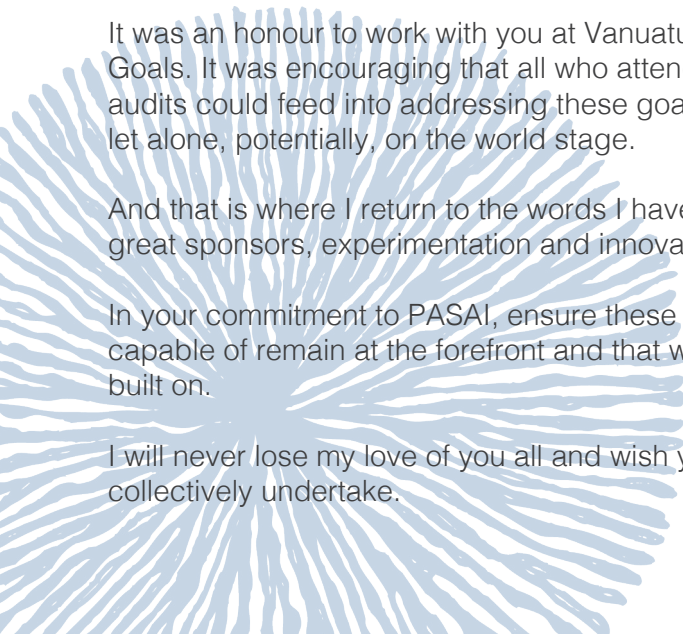 It was an honour to work with you at Vanuatu
Goals. It was encouraging that all who atten
audits could feed into addressing these goa
let alone, potentially, on the world stage.
And that is where I return to the words I have
great sponsors, experimentation and innova
In your commitment to PASAI, ensure these
capable of remain at the forefront and that w
built on.
I will never lose my love of you all and wish y
collectively undertake.